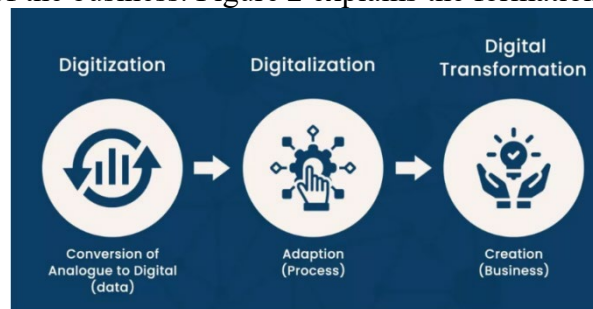 the business. Figure 2 explains the formation
Digitization
Digitalization
Digital
Transformation
Conversion of
Analogue to Digital
(data)
Adaption
(Process)
Creation
(Business)